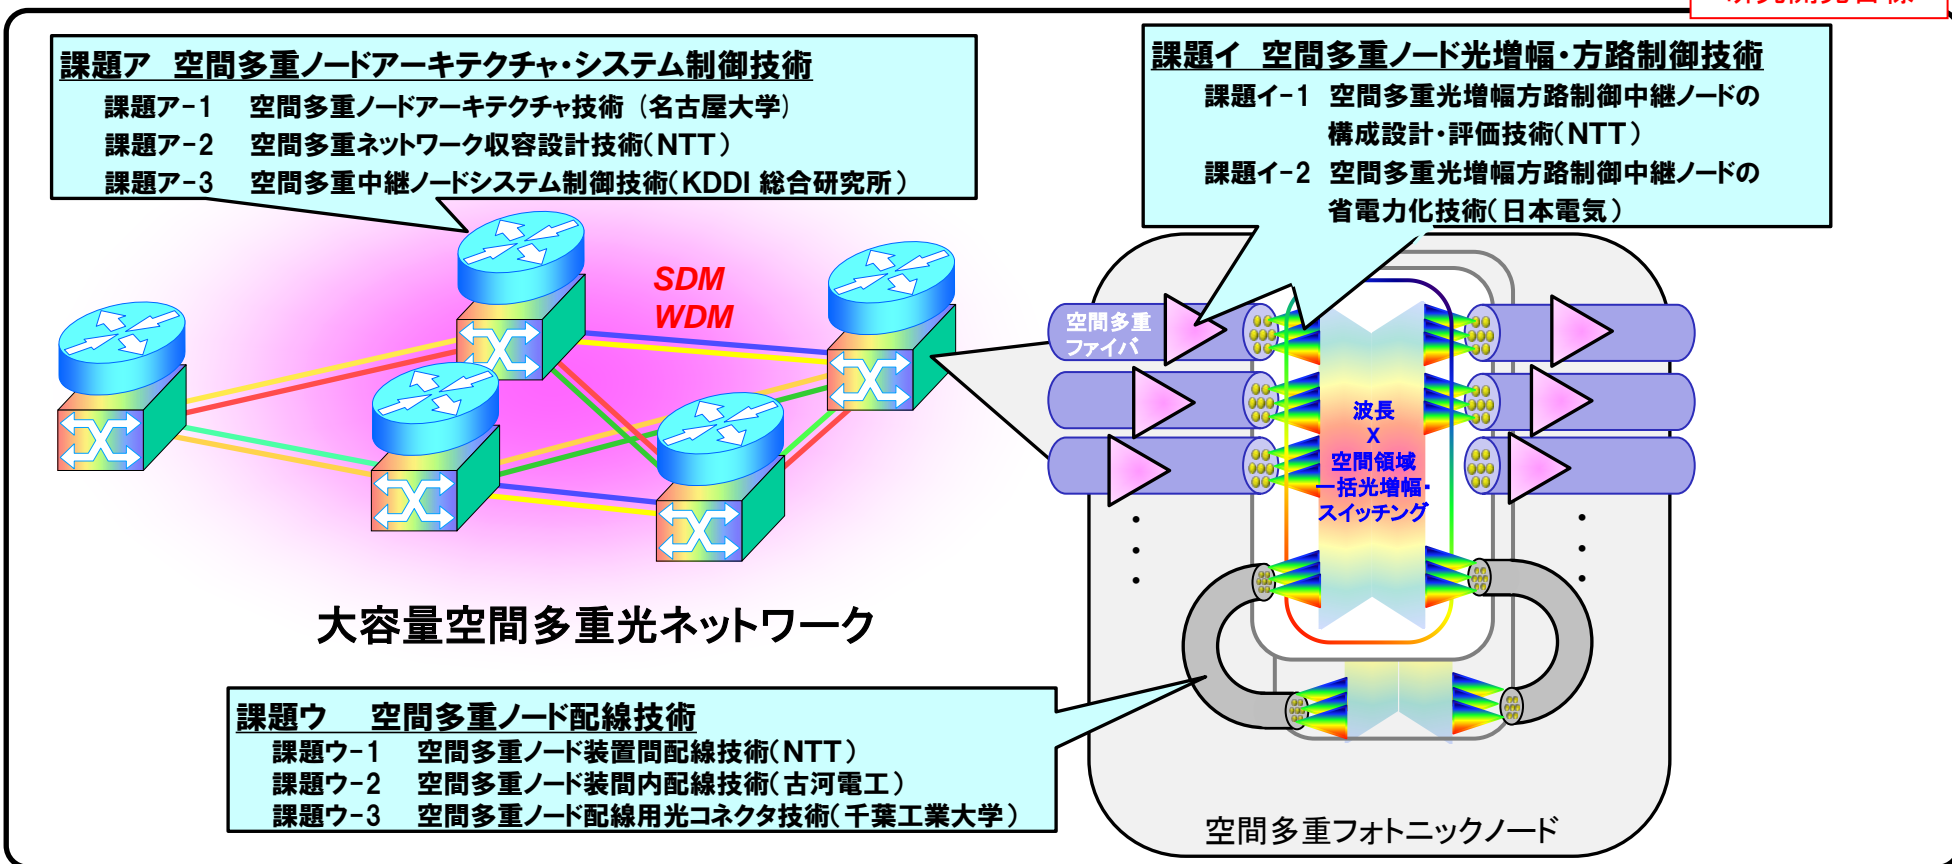 課題ア 空間多重ノードアーキテクチャ・システム制御技術
課題ア-1 空間多重ノードアーキテクチャ技術 (名古屋大学)
課題ア-2 空間多重ネットワーク収容設計技術(NTT)
課題ア-3 空間多重中継ノードシステム制御技術(KDDI 総合研究所)
課題イ 空間多重ノード光増幅・方路制御技術
課題イ-1 空間多重光増幅方路制御中継ノードの
構成設計・評価技術(NTT)
課題イ-2 空間多重光増幅方路制御中継ノードの
省電力化技術(日本電気)
SDM
WDM
空間多重
ファイバ
波長
X
空間領域
一括光増幅・
スイッチング
大容量空間多重光ネットワーク
課題ウ 空間多重ノード配線技術
課題ウ-1 空間多重ノード装置間配線技術(NTT)
課題ウ-2 空間多重ノード装間内配線技術(古河電工)
課題ウ-3 空間多重ノード配線用光コネクタ技術(千葉工業大学)
空間多重フォトニックノード